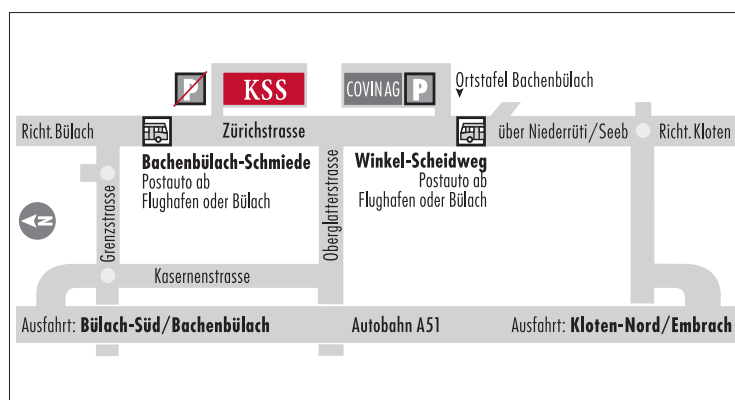 P
KSS
COVIN AG
P
Ortstafel Bachenbülach
Richt. Bülach
Zürichstrasse
über Niederrüti/Seeb
Richt. Kloten
Bachenbülach-Schmiede
Postauto ab
Flughafen oder Bülach
Winkel-Scheidweg
Postauto ab
Flughafen oder Bülach
Grenzstrasse
Oberglatterstrasse
N
Kasernenstrasse
Ausfahrt: Bülach-Süd/Bachenbülach
Autobahn A51
Ausfahrt: Kloten-Nord/Embrach